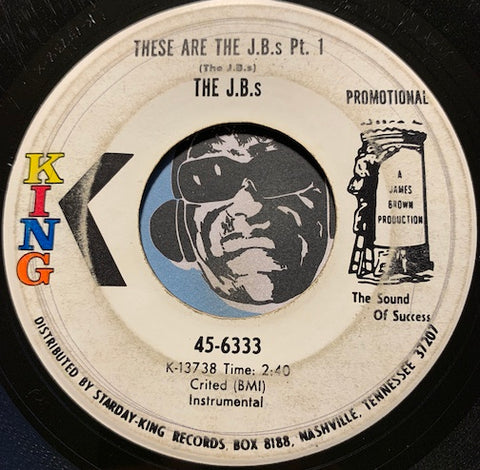 THESE ARE THE J.B.s Pt. 1
(The J.B.s)
THE J.B.s
PROMOTIONAL
KING
K
A
JAMES
BROWN
PRODUCTION
The Sound
Of Success
45-6333
K-13738 Time: 2:40
Crited (BMI)
Instrumental
DISTRIBUTED BY STARDAY-KING RECORDS, BOX 8188, NASHVILLE, TENNESSEE 37207